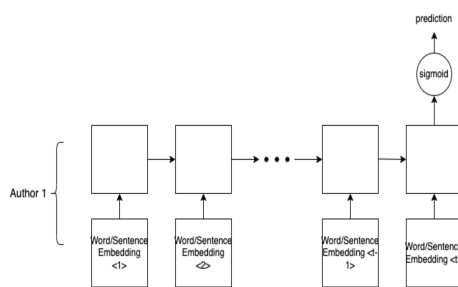 prediction
sigmoid
Author 1
Word/Sentence
Embedding
<1>
Word/Sentence
Embedding
<2>
Word/Sentence
Embedding <t-
1>
Word/Sentence
Embedding <t